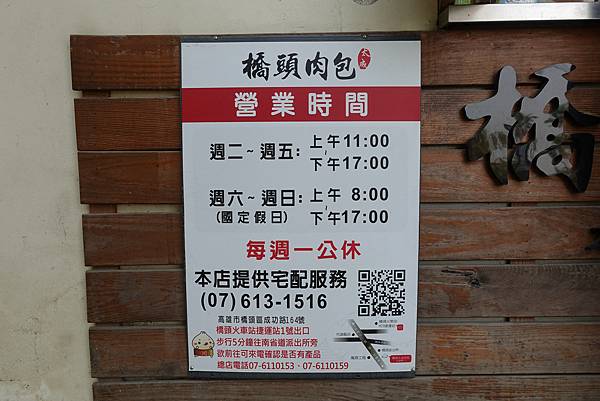 橋頭肉包 太成
營業時間
週二～週五：上午11:00
～
下午17:00
週六～週日：上午 8:00
(國定假日) ～
下午17:00
每週一公休
本店提供宅配服務
(07) 613-1516
高雄市橋頭區成功路164號
橋頭火車站捷運站1號出口
步行5分鐘往南省道派出所旁
欲前往可來電確認是否有產品
總店電話07-6110153、07-6110159
橋